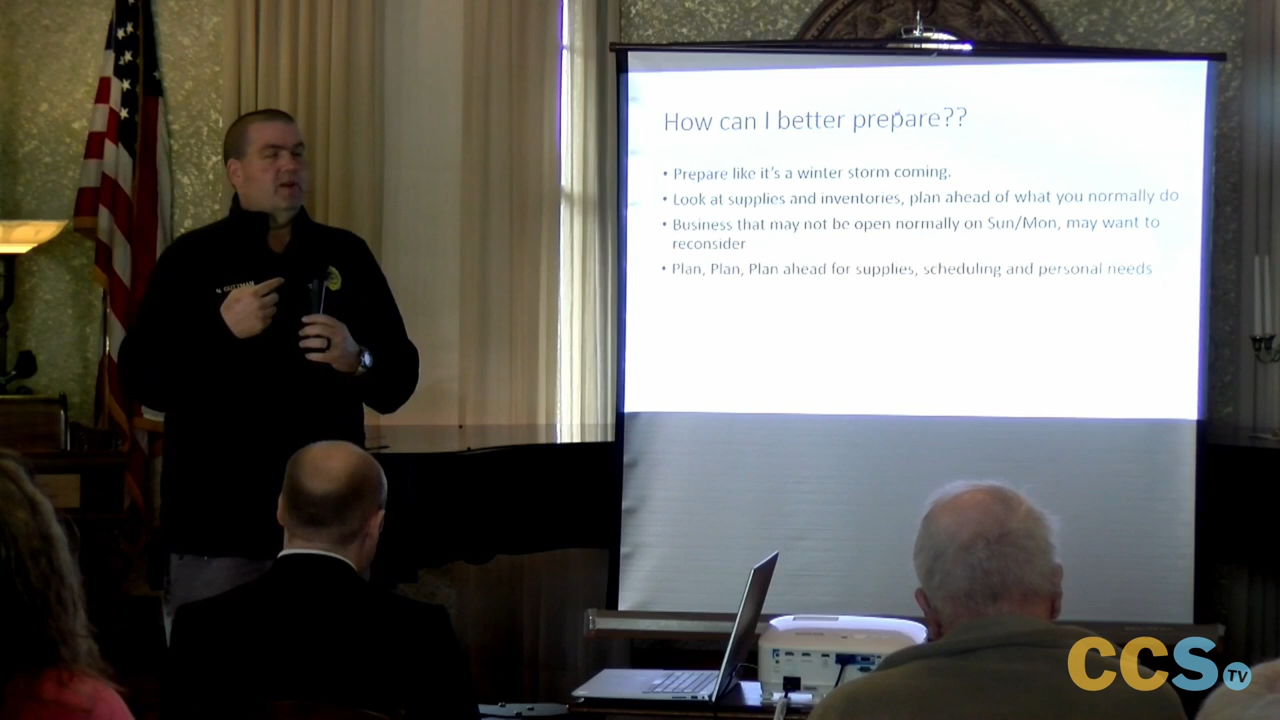 How can I better prepare??
• Prepare like it's a winter storm coming.
• Look at supplies and inventories, plan ahead of what you normally do
• Business that may not be open normally on Sun/Mon, may want to
reconsider
• Plan, Plan, Plan ahead for supplies, scheduling and personal needs
CCS TV